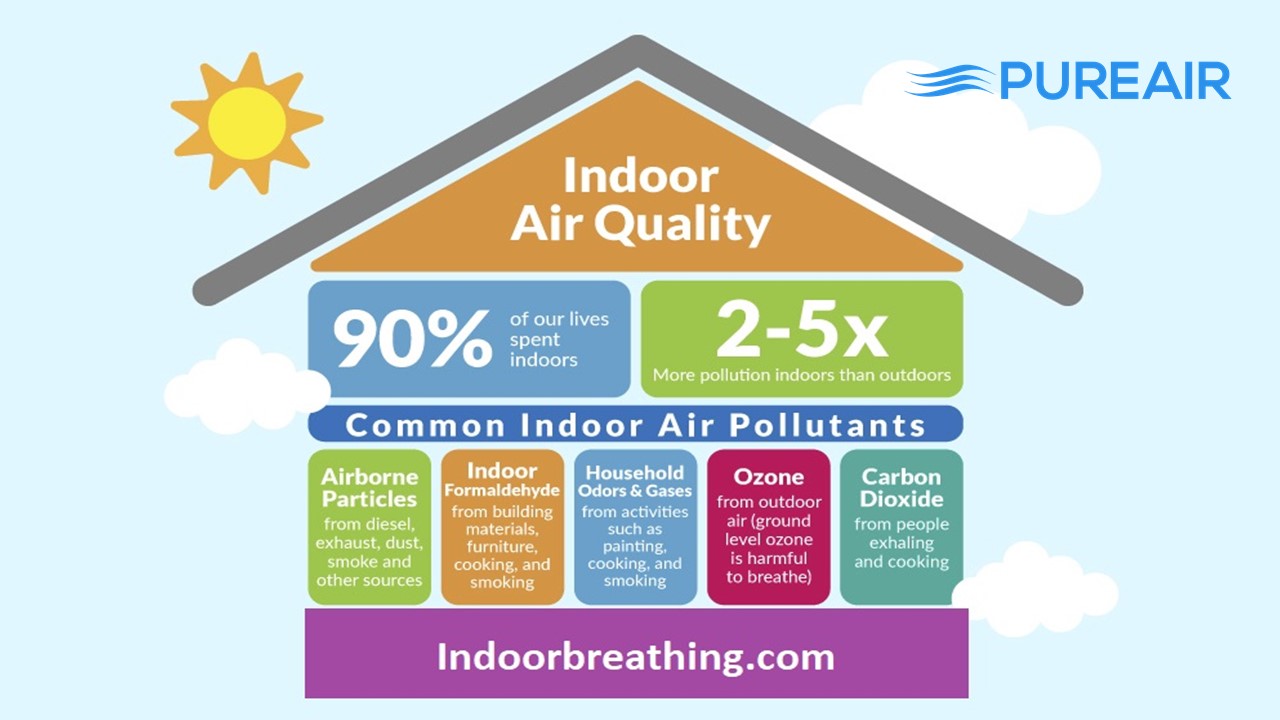 PUREAIR
Indoor
Air Quality
90%
of our lives
spent
indoors
2-5x
More pollution indoors than outdoors
Common Indoor Air Pollutants
Airborne
Particles
from diesel,
exhaust, dust,
smoke and
other sources
Indoor
Formaldehyde
from building
materials,
furniture,
cooking, and
smoking
Household
Odors & Gases
from activities
such as
painting,
cooking, and
smoking
Ozone
from outdoor
air (ground
level ozone
is harmful
to breathe)
Carbon
Dioxide
from people
exhaling
and cooking
Indoorbreathing.com